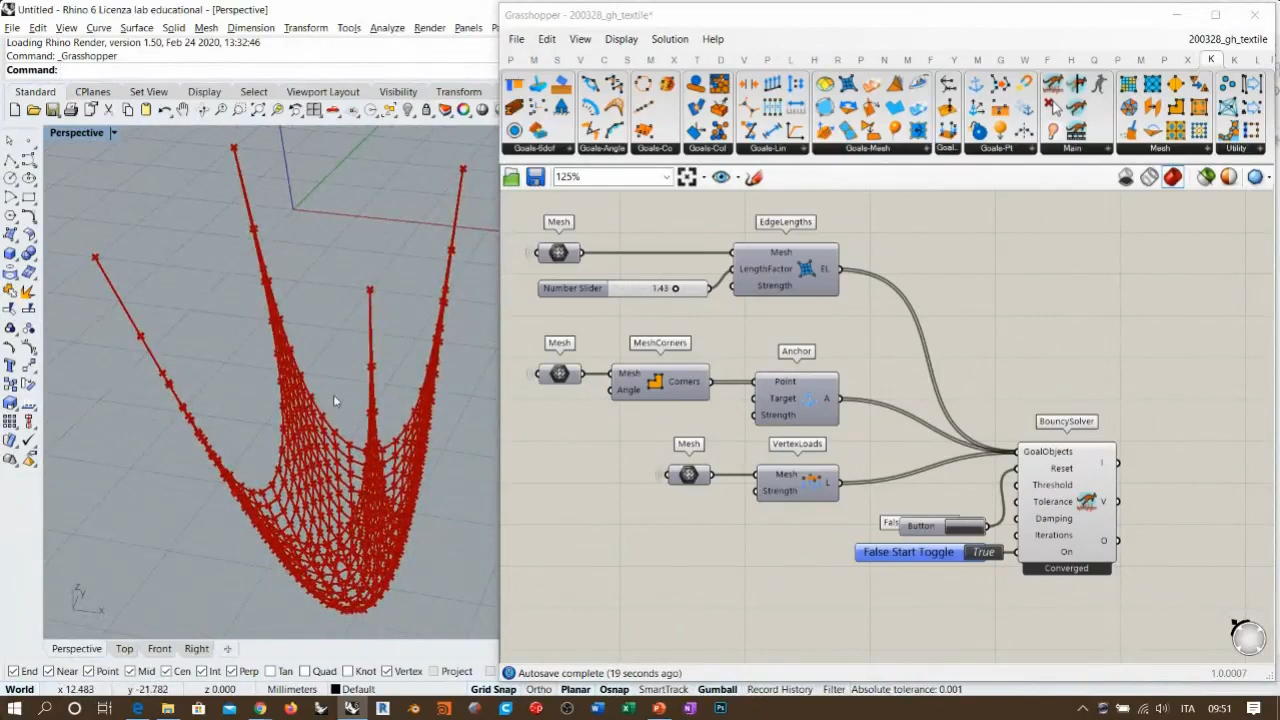 Untitled - Rhino 6 Licenza lab educational - [Perspective]
File Edit View Curve Surface Solid Mesh Dimension Transform Tools Analyze Render Panels
Loading Rhino Render, version 1.50, Feb 24 2020, 13:32:46
Command: _Grasshopper
Command:
Standard CPlanes Set View Display Select Viewport Layout Visibility Transform
Perspective
z y x
Perspective Top Front Right
End Near Point Mid Cen Int Perp Tan Quad Knot Vertex Project
World x 12.483 y -21.782 z 0.000 Millimeters Default Grid Snap Ortho Planar Osnap SmartTrack Gumball Record History Filter Absolute tolerance: 0.001
Grasshopper - 200328_gh_textile*
File Edit View Display Solution Help 200328_gh_textile*
P M S V C S M I T D V P L S R N M A U P M D P X S G W F H B K L
Goals-6dof Goals-Angle Goals-Co Goals-Col Goals-Lin Goals-Mesh Goal.. Goals-Pt Main Mesh Utility
125%
Mesh EdgeLengths
Mesh
LengthFactor EL
Strength
Number Slider 1.43
Mesh MeshCorners Anchor
Mesh
Angle Corners
Point
Target A
Strength
Mesh VertexLoads
Mesh
Strength L
BouncySolver
GoalObjects
Reset I
Threshold
Tolerance V
Damping
Iterations O
On
Converged
Fals Button
False Start Toggle True
Autosave complete (19 seconds ago) 1.0.0007
ITA 09:51